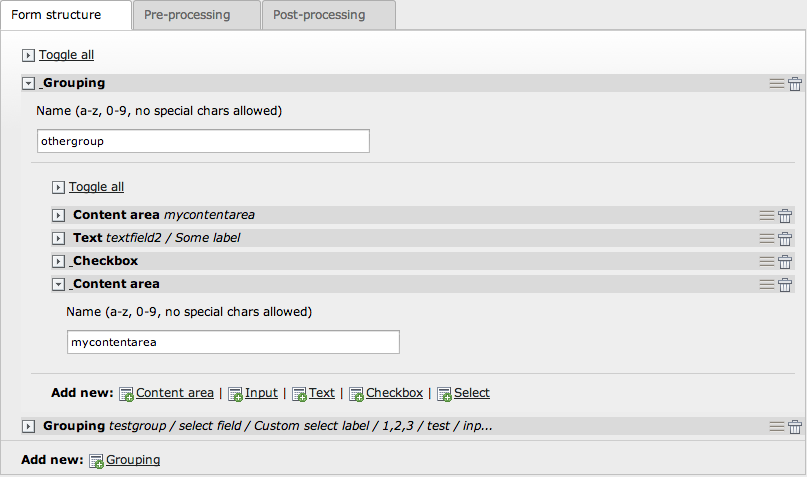 Form structure Pre-processing Post-processing
Toggle all
Grouping
Name (a-z, 0-9, no special chars allowed)
othergroup
Toggle all
Content area mycontentarea
Text textfield2 / Some label
Checkbox
Content area
Name (a-z, 0-9, no special chars allowed)
mycontentarea
Add new: Content area | Input | Text | Checkbox | Select
Grouping testgroup / select field / Custom select label / 1,2,3 / test / inp...
Add new: Grouping